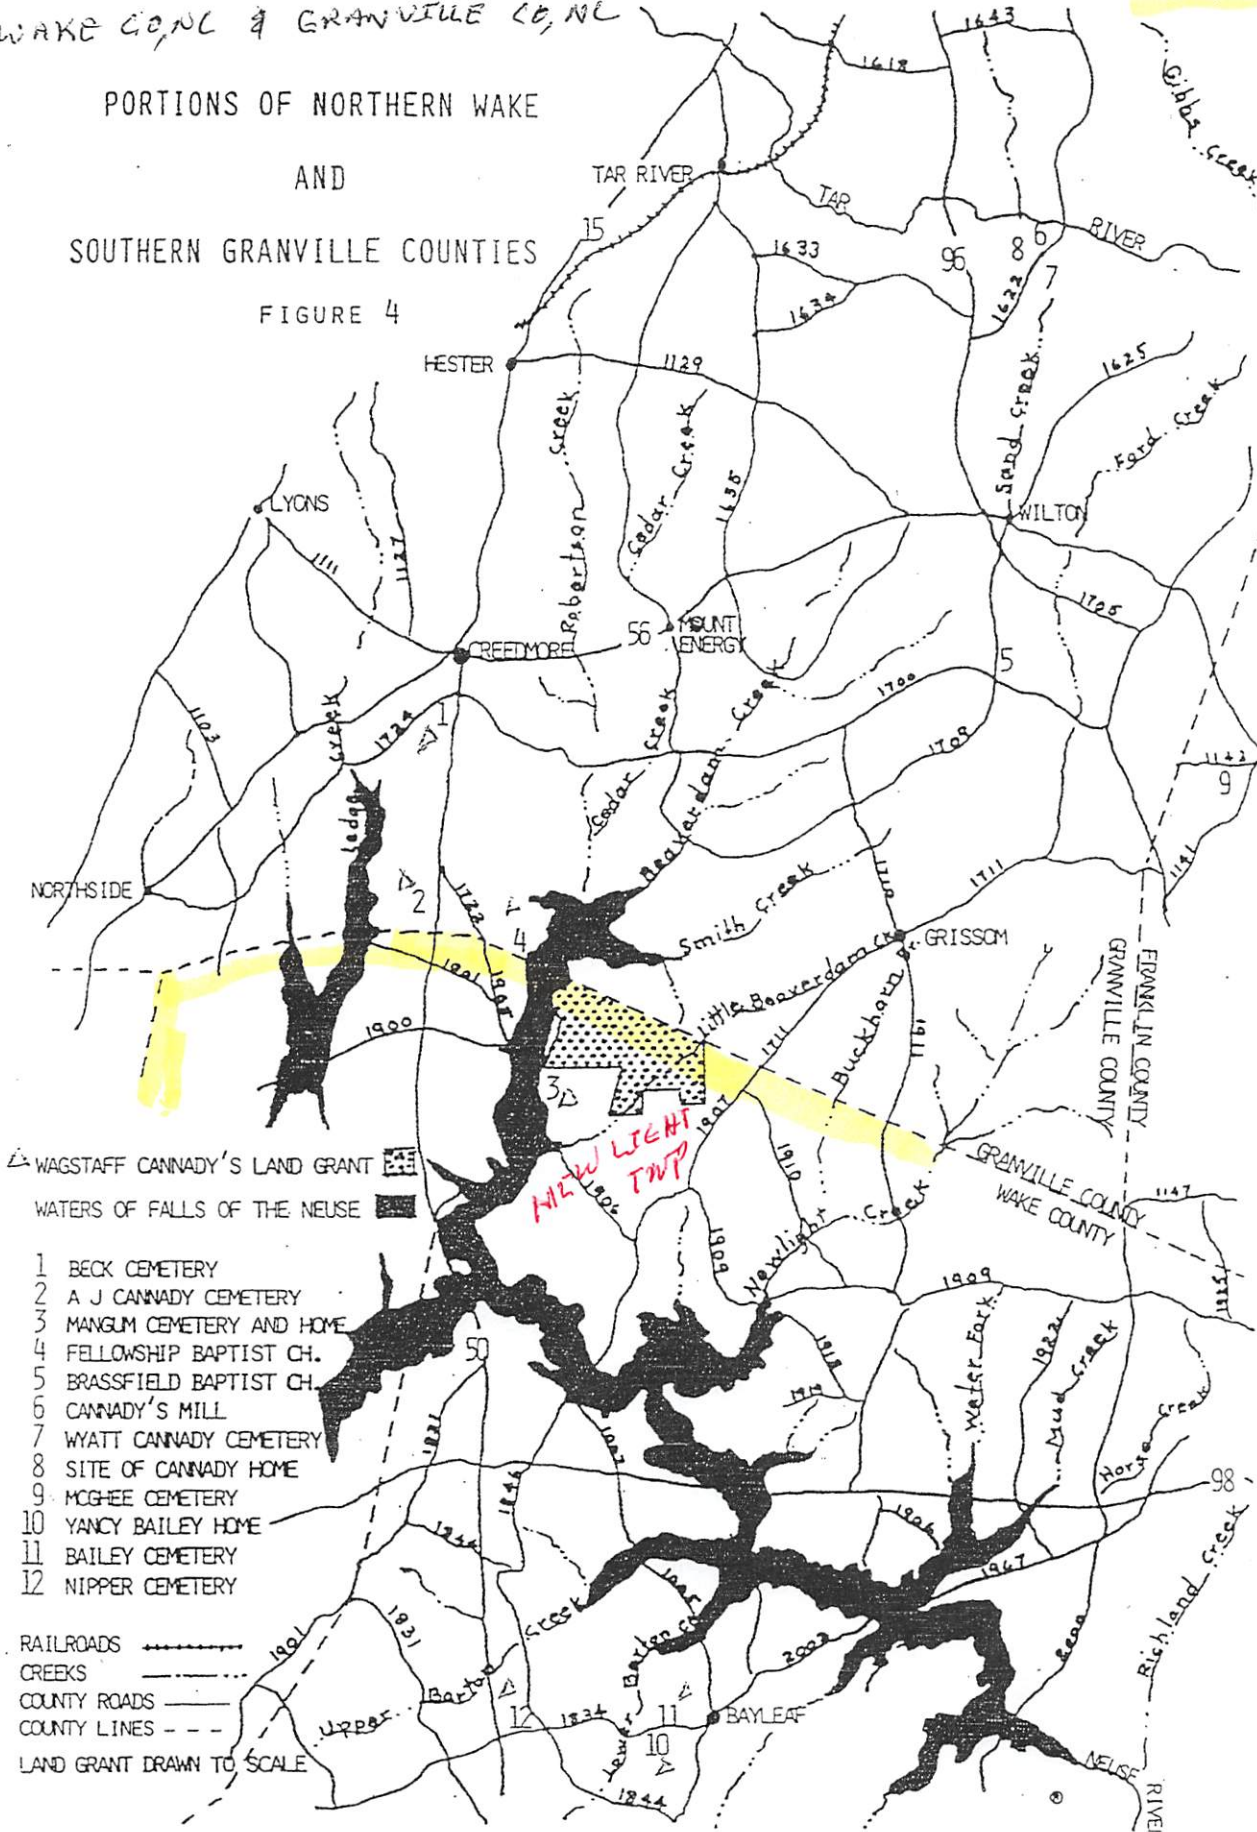 WAKE CO, NC & GRANVILLE CO, NC
PORTIONS OF NORTHERN WAKE
AND
SOUTHERN GRANVILLE COUNTIES
FIGURE 4
1643
1618
Gibbs Creek
TAR RIVER
TAR
RIVER
15
1633
96
8
6
7
1634
1622
HESTER
1129
1625
Sand Creek
Ford Creek
Robertson Creek
Cedar Creek
1635
LYONS
WILTON
1111
1127
1705
56
MOUNT
ENERGY
CREEDMORE
5
1700
1103
Creek
1724
1
Cedar Creek
Beaverdam Creek
1709
1143
9
Ledge
1141
NORTHSIDE
2
1722
4
Smith Creek
1710
1711
GRISSOM
1901
1908
Little Beaverdam Cr
Buckhorn
GRANVILLE COUNTY
FRANKLIN COUNTY
1900
1711
1911
3
1907
NEW LIGHT
TWP
1910
1906
1909
Newlight Creek
GRANVILLE COUNTY
WAKE COUNTY
1147
WAGSTAFF CANNADY'S LAND GRANT
WATERS OF FALLS OF THE NEUSE
1 BECK CEMETERY
2 A J CANNADY CEMETERY
3 MANGUM CEMETERY AND HOME
4 FELLOWSHIP BAPTIST CH.
5 BRASSFIELD BAPTIST CH.
6 CANNADY'S MILL
7 WYATT CANNADY CEMETERY
8 SITE OF CANNADY HOME
9 MCGHEE CEMETERY
10 YANCY BAILEY HOME
11 BAILEY CEMETERY
12 NIPPER CEMETERY
1909
50
1918
Water Fork
Mud Creek
Horse Creek
1821
1907
1846
98
1967
Upper Barton Creek
Lower Barton Cr
Richland Creek
1901
1831
2002
12
1834
11
BAYLEAF
10
1844
NEUSE
RIVER
RAILROADS
CREEKS
COUNTY ROADS
COUNTY LINES
LAND GRANT DRAWN TO SCALE